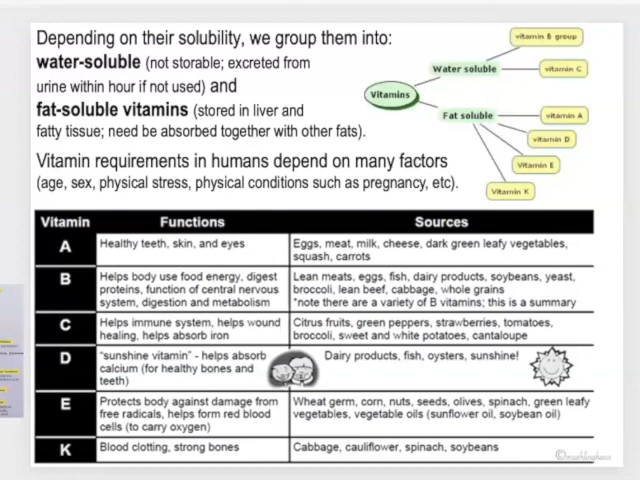 Depending on their solubility, we group them into:
water-soluble (not storable; excreted from
urine within hour if not used) and
fat-soluble vitamins (stored in liver and
fatty tissue; need be absorbed together with other fats).
Vitamin requirements in humans depend on many factors
(age, sex, physical stress, physical conditions such as pregnancy, etc).
vitamin B group
Water soluble
vitamin C
Vitamins
Fat soluble
vitamin A
vitamin D
Vitamin E
Vitamin K
Vitamin Functions Sources
A Healthy teeth, skin, and eyes Eggs, meat, milk, cheese, dark green leafy vegetables,
squash, carrots
B Helps body use food energy, digest Lean meats, eggs, fish, dairy products, soybeans, yeast,
proteins, function of central nervous broccoli, lean beef, cabbage, whole grains
system, digestion and metabolism *note there are a variety of B vitamins; this is a summary
C Helps immune system, helps wound Citrus fruits, green peppers, strawberries, tomatoes,
healing, helps absorb iron broccoli, sweet and white potatoes, cantaloupe
D "sunshine vitamin" - helps absorb Dairy products, fish, oysters, sunshine!
calcium (for healthy bones and
teeth)
E Protects body against damage from Wheat germ, corn, nuts, seeds, olives, spinach, green leafy
free radicals, helps form red blood vegetables, vegetable oils (sunflower oil, soybean oil)
cells (to carry oxygen)
K Blood clotting, strong bones Cabbage, cauliflower, spinach, soybeans